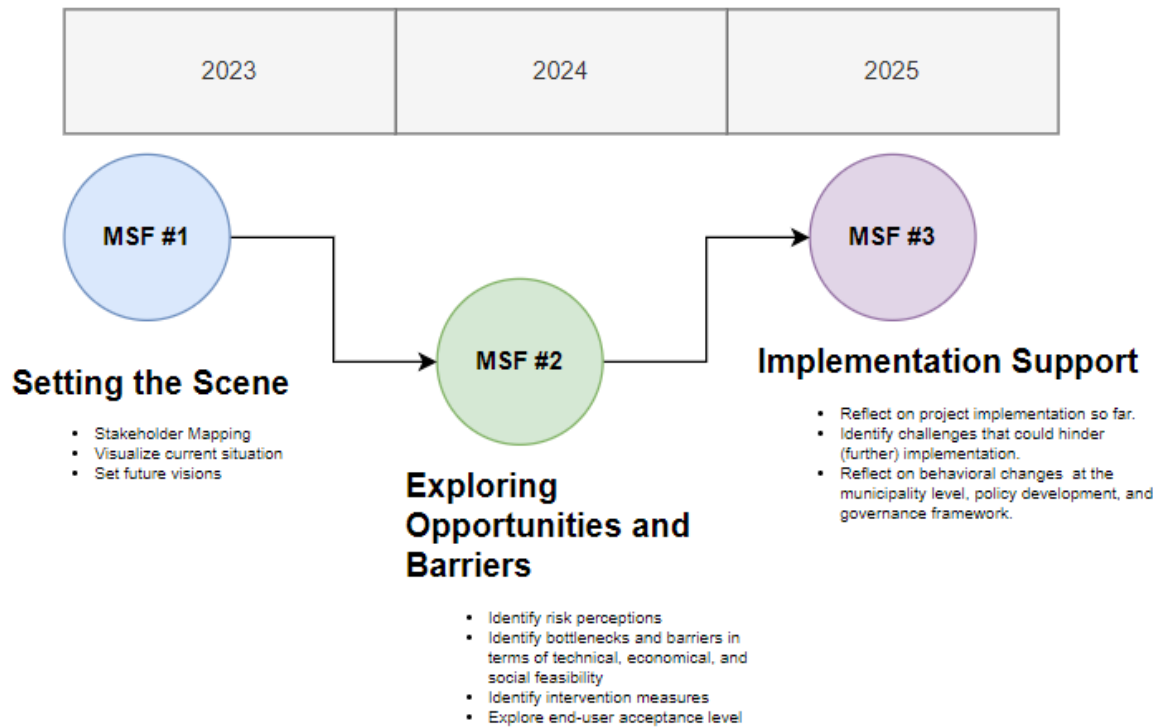 2023
2024
2025
MSF #1
MSF #2
MSF #3
Setting the Scene
• Stakeholder Mapping
• Visualize current situation
• Set future visions
Exploring
Opportunities and
Barriers
• Identify risk perceptions
• Identify bottlenecks and barriers in
terms of technical, economical, and
social feasibility
• Identify intervention measures
• Explore end-user acceptance level
Implementation Support
• Reflect on project implementation so far.
• Identify challenges that could hinder
(further) implementation.
• Reflect on behavioral changes at the
municipality level, policy development, and
governance framework.